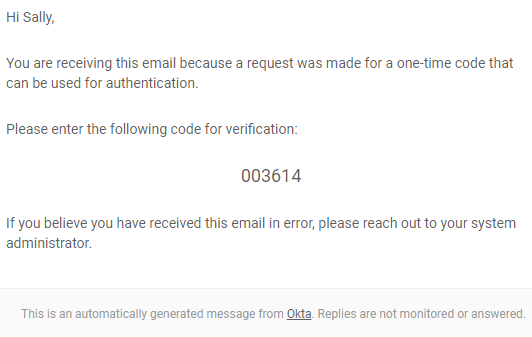 Hi Sally,
You are receiving this email because a request was made for a one-time code that
can be used for authentication.
Please enter the following code for verification:
003614
If you believe you have received this email in error, please reach out to your system
administrator.
This is an automatically generated message from Okta. Replies are not monitored or answered.